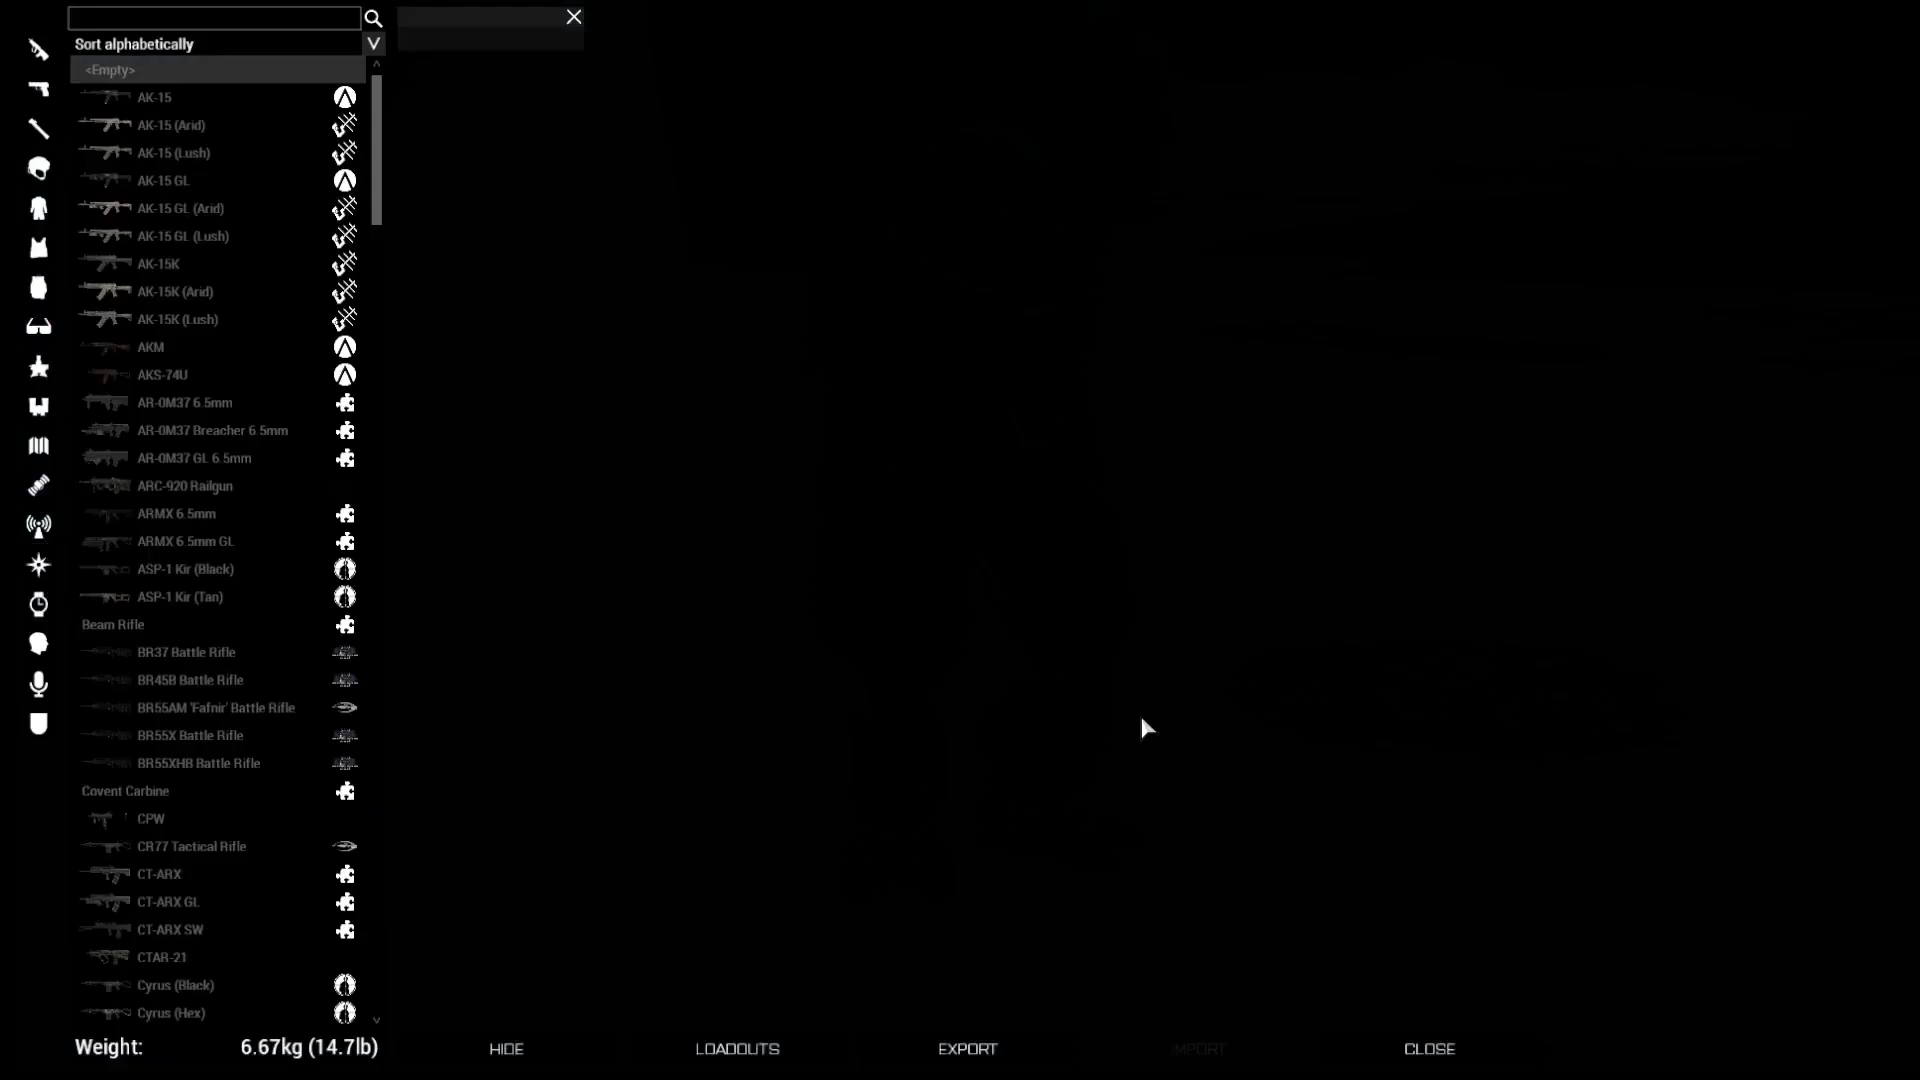 Sort alphabetically
<Empty>
AK-15
AK-15 (Arid)
AK-15 (Lush)
AK-15 GL
AK-15 GL (Arid)
AK-15 GL (Lush)
AK-15K
AK-15K (Arid)
AK-15K (Lush)
AKM
AKS-74U
AR-0M37 6.5mm
AR-0M37 Breacher 6.5mm
AR-0M37 GL 6.5mm
ARC-920 Railgun
ARMX 6.5mm
ARMX 6.5mm GL
ASP-1 Kir (Black)
ASP-1 Kir (Tan)
Beam Rifle
BR37 Battle Rifle
BR45B Battle Rifle
BR55AM 'Fafnir' Battle Rifle
BR55X Battle Rifle
BR55XHB Battle Rifle
Covent Carbine
CPW
CR77 Tactical Rifle
CT-ARX
CT-ARX GL
CT-ARX SW
CTAR-21
Cyrus (Black)
Cyrus (Hex)
Weight: 6.67kg (14.7lb)
HIDE
LOADOUTS
EXPORT
IMPORT
CLOSE